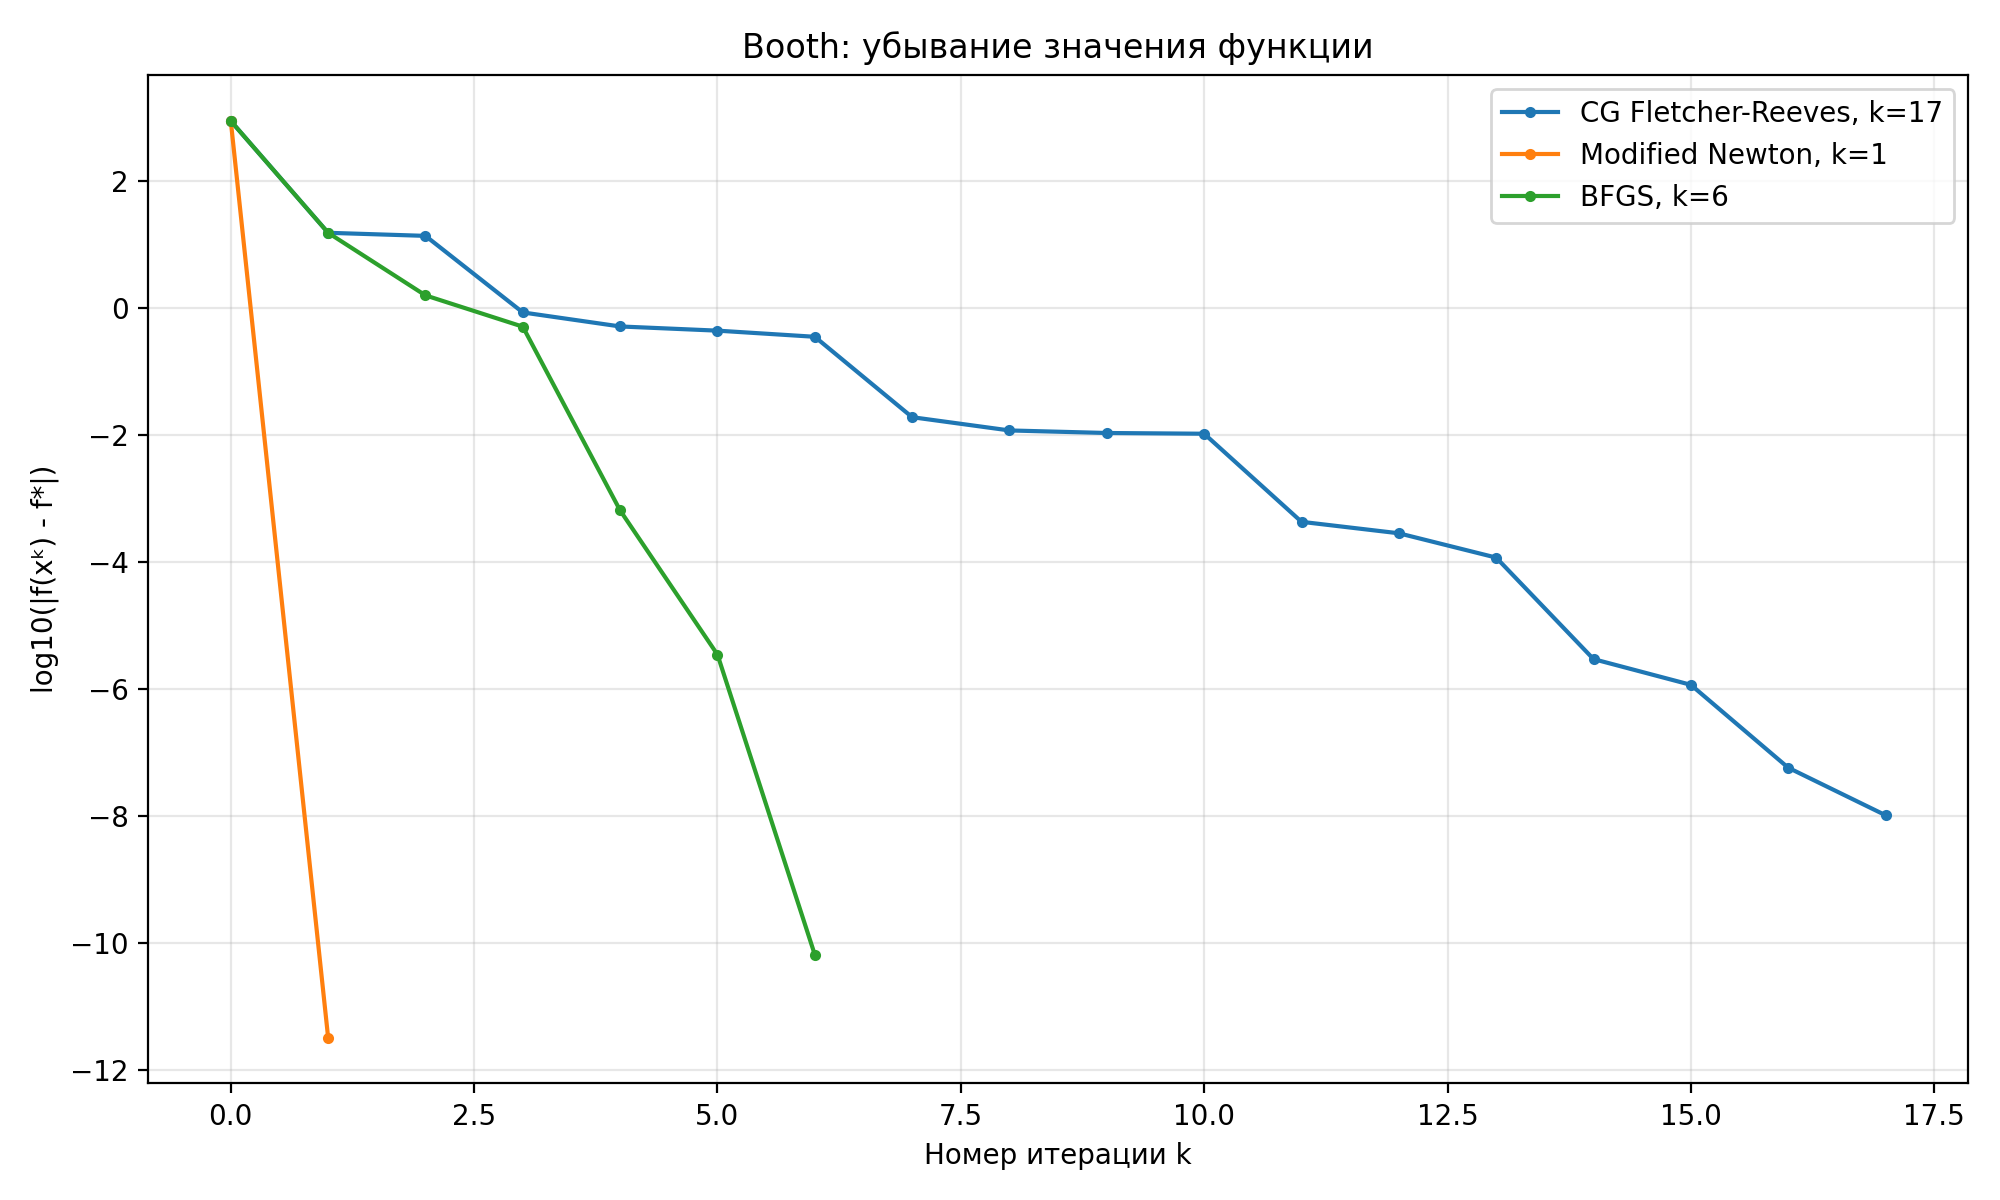 Booth: убывание значения функции
CG Fletcher-Reeves, k=17
Modified Newton, k=1
BFGS, k=6
log10(|f(xᵏ) - f*|)
2
0
−2
−4
−6
−8
−10
−12
0.0 2.5 5.0 7.5 10.0 12.5 15.0 17.5
Номер итерации k